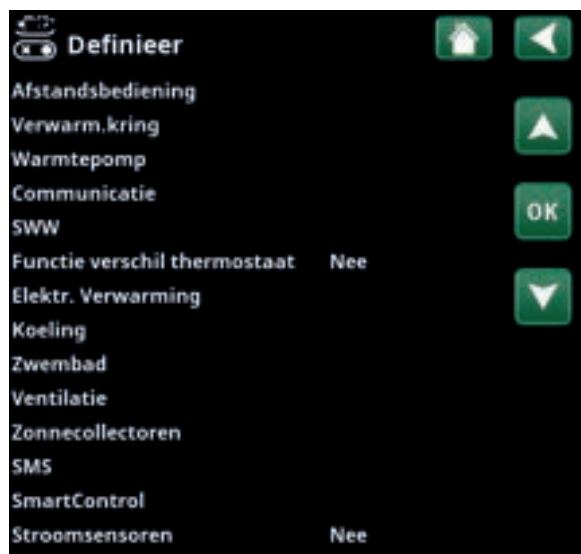 Definieer
Afstandsbediening
Verwarm.kring
Warmtepomp
Communicatie
OK
SWW
Functie verschil thermostaat Nee
Elektr. Verwarming
Koeling
Zwembad
Ventilatie
Zonnecollectoren
SMS
SmartControl
Stroomsensoren Nee